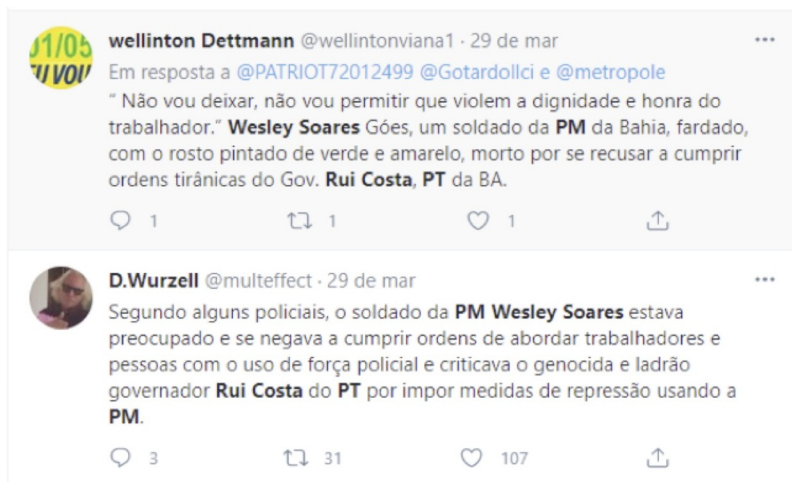 01/05
EU VOU
wellinton Dettmann @wellintonviana1 · 29 de mar
Em resposta a @PATRIOT72012499 @Gotardollci e @metropole
“ Não vou deixar, não vou permitir que violem a dignidade e honra do
trabalhador.” Wesley Soares Góes, um soldado da PM da Bahia, fardado,
com o rosto pintado de verde e amarelo, morto por se recusar a cumprir
ordens tirânicas do Gov. Rui Costa, PT da BA.
1 1 1
D.Wurzell @multeffect · 29 de mar
Segundo alguns policiais, o soldado da PM Wesley Soares estava
preocupado e se negava a cumprir ordens de abordar trabalhadores e
pessoas com o uso de força policial e criticava o genocida e ladrão
governador Rui Costa do PT por impor medidas de repressão usando a
PM.
3 31 107